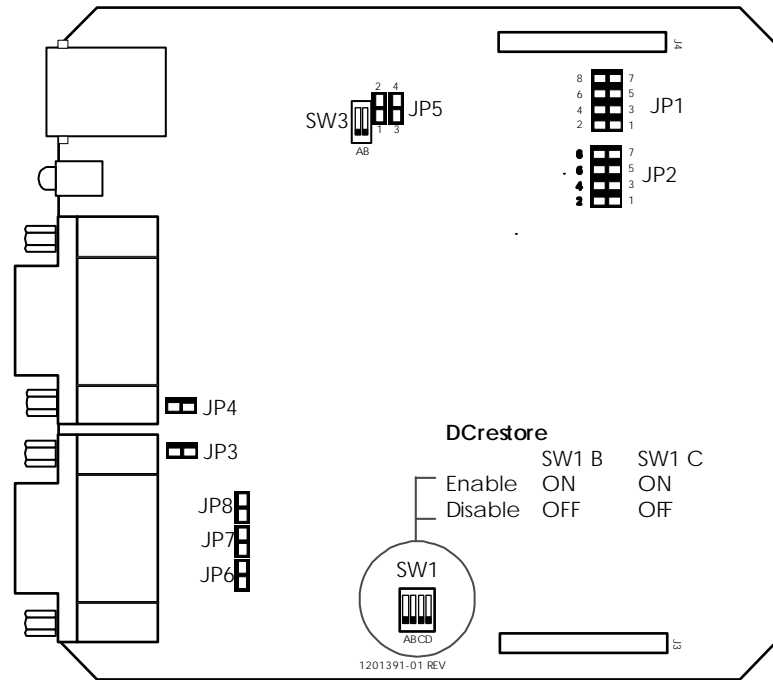 J4
8 7
6 5
4 3
2 1
JP1
2 4
SW3
JP5
1 3
AB
8 7
6 5
4 3
2 1
JP2
JP4
JP3
DCrestore
SW1 B SW1 C
Enable ON ON
Disable OFF OFF
JP8
JP7
JP6
SW1
ABCD
1201391-01 REV
J3